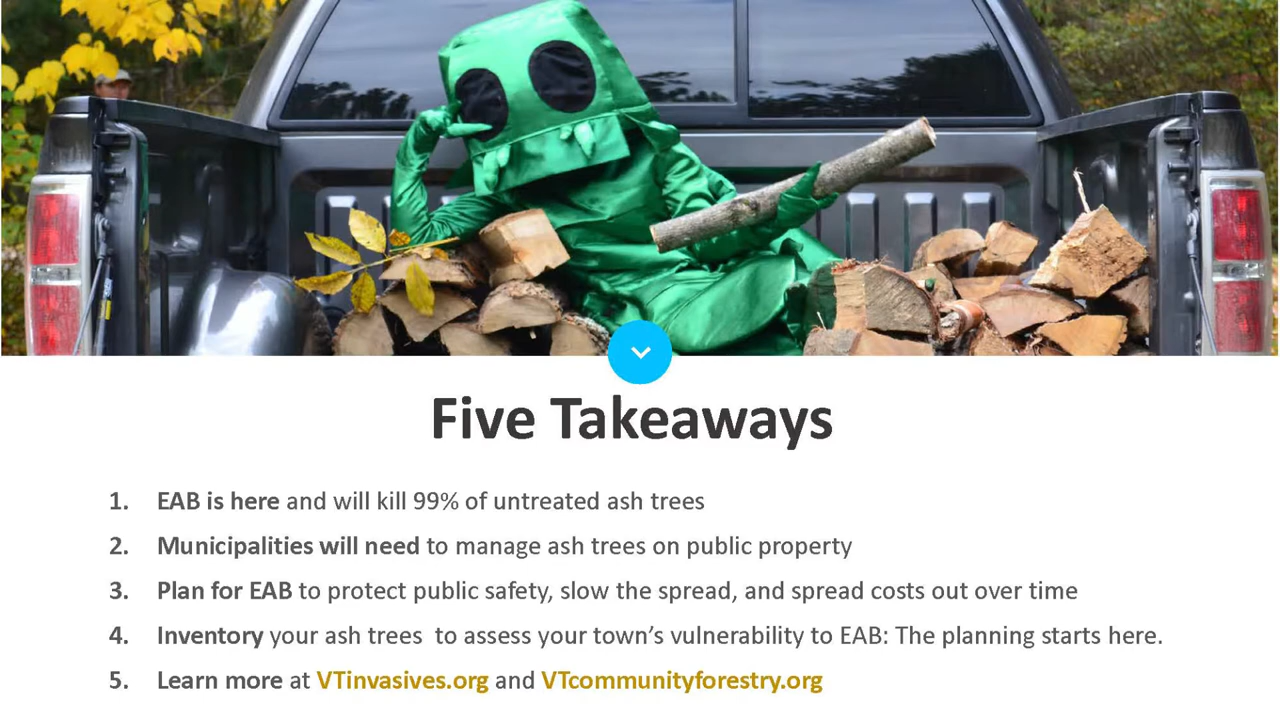 Five Takeaways
1. EAB is here and will kill 99% of untreated ash trees
2. Municipalities will need to manage ash trees on public property
3. Plan for EAB to protect public safety, slow the spread, and spread costs out over time
4. Inventory your ash trees  to assess your town’s vulnerability to EAB: The planning starts here.
5. Learn more at VTinvasives.org and VTcommunityforestry.org